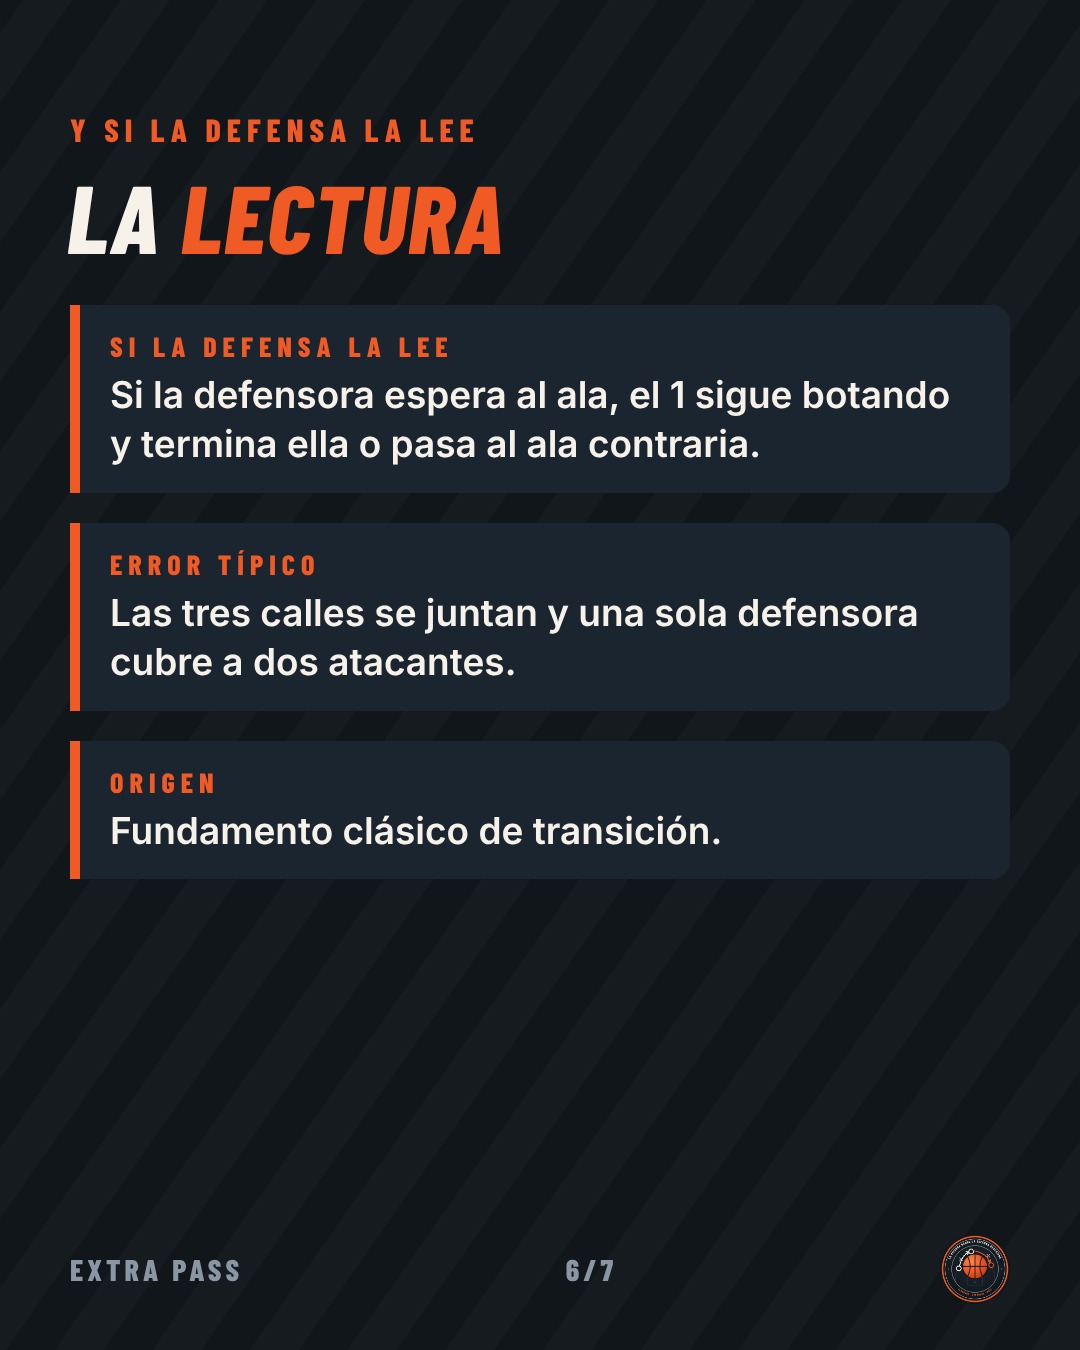 Y SI LA DEFENSA LA LEE
LA LECTURA
SI LA DEFENSA LA LEE
Si la defensora espera al ala, el 1 sigue botando
y termina ella o pasa al ala contraria.
ERROR TÍPICO
Las tres calles se juntan y una sola defensora
cubre a dos atacantes.
ORIGEN
Fundamento clásico de transición.
EXTRA PASS
6/7